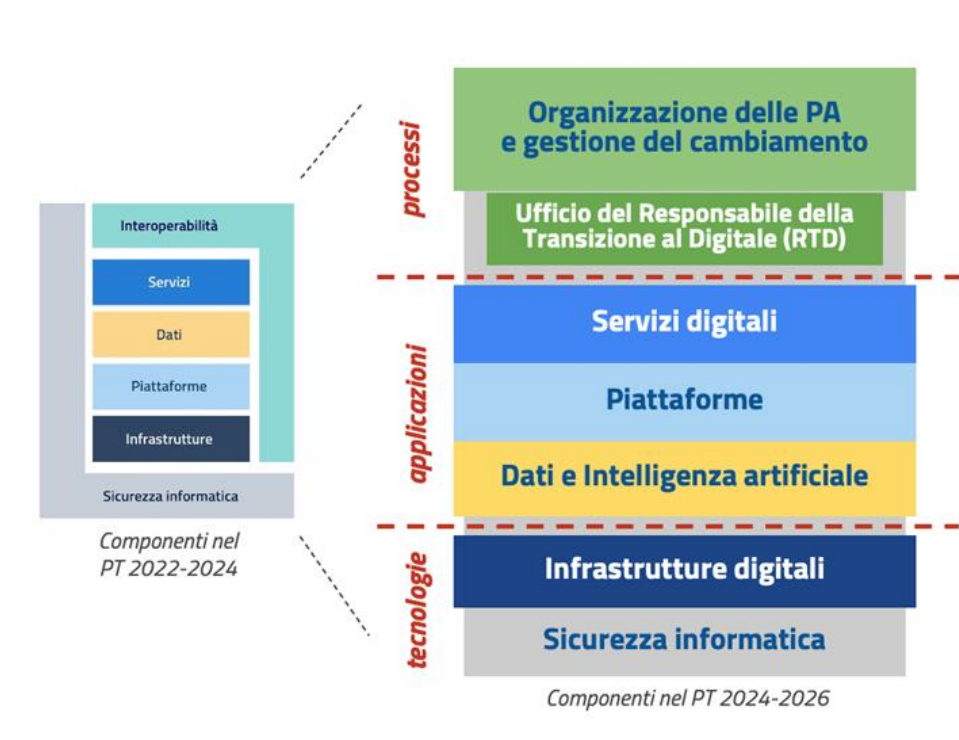 Interoperabilità
Servizi
Dati
Piattaforme
Infrastrutture
Sicurezza informatica
Componenti nel
PT 2022-2024
processi
Organizzazione delle PA
e gestione del cambiamento
Ufficio del Responsabile della
Transizione al Digitale (RTD)
applicazioni
Servizi digitali
Piattaforme
Dati e Intelligenza artificiale
tecnologie
Infrastrutture digitali
Sicurezza informatica
Componenti nel PT 2024-2026